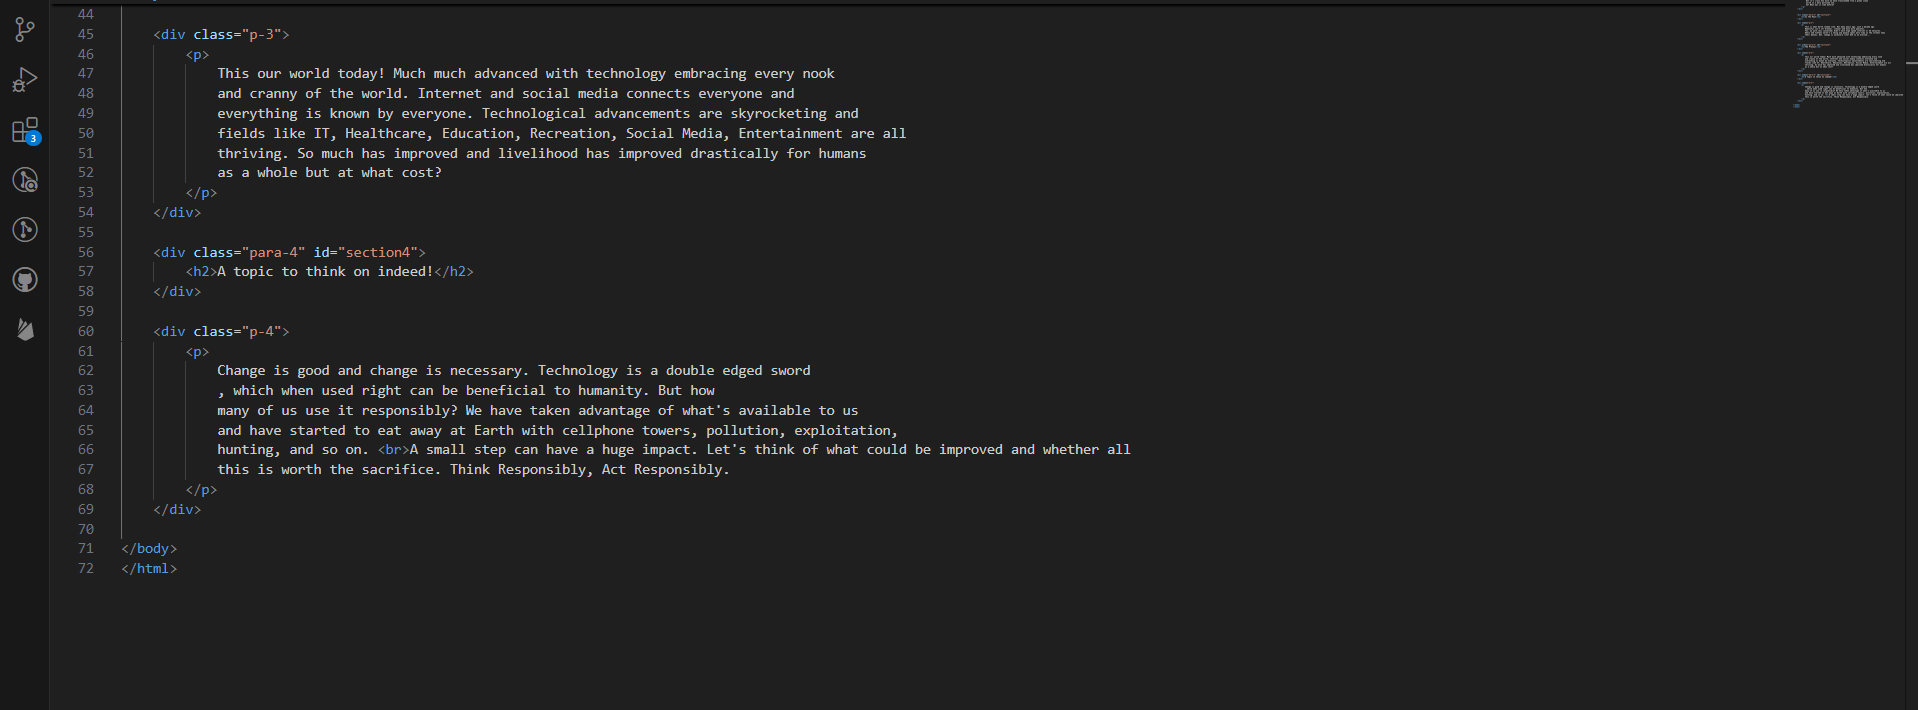 44
45 <div class="p-3">
46 <p>
47 This our world today! Much much advanced with technology embracing every nook
48 and cranny of the world. Internet and social media connects everyone and
49 everything is known by everyone. Technological advancements are skyrocketing and
50 fields like IT, Healthcare, Education, Recreation, Social Media, Entertainment are all
51 thriving. So much has improved and livelihood has improved drastically for humans
52 as a whole but at what cost?
53 </p>
54 </div>
55
56 <div class="para-4" id="section4">
57 <h2>A topic to think on indeed!</h2>
58 </div>
59
60 <div class="p-4">
61 <p>
62 Change is good and change is necessary. Technology is a double edged sword
63 , which when used right can be beneficial to humanity. But how
64 many of us use it responsibly? We have taken advantage of what's available to us
65 and have started to eat away at Earth with cellphone towers, pollution, exploitation,
66 hunting, and so on. <br>A small step can have a huge impact. Let's think of what could be improved and whether all
67 this is worth the sacrifice. Think Responsibly, Act Responsibly.
68 </p>
69 </div>
70
71 </body>
72 </html>
3